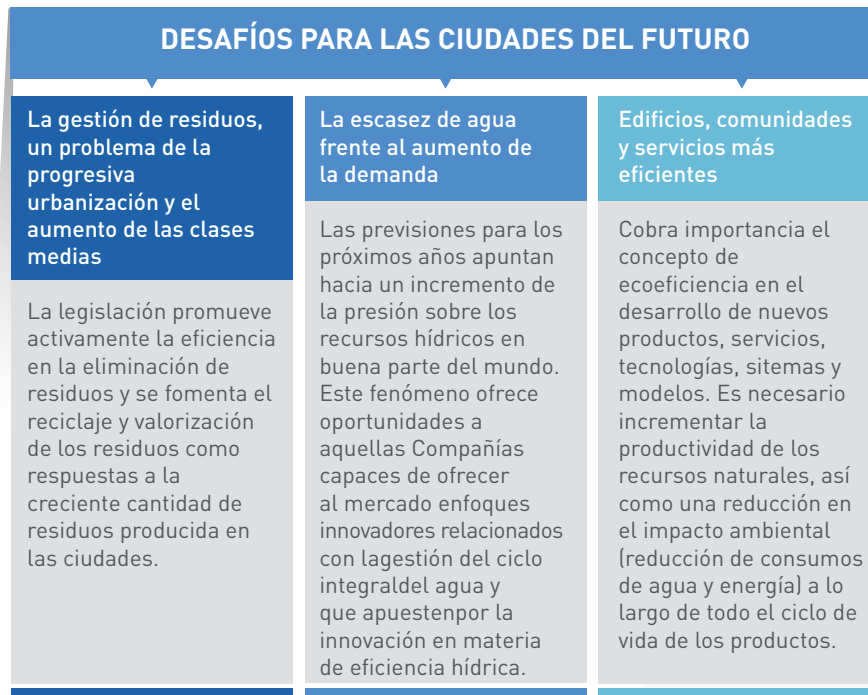 DESAFÍOS PARA LAS CIUDADES DEL FUTURO
La gestión de residuos,
un problema de la
progresiva
urbanización y el
aumento de las clases
medias
La legislación promueve
activamente la eficiencia
en la eliminación de
residuos y se fomenta el
reciclaje y valorización
de los residuos como
respuestas a la
creciente cantidad de
residuos producida en
las ciudades.
La escasez de agua
frente al aumento de
la demanda
Las previsiones para los
próximos años apuntan
hacia un incremento de
la presión sobre los
recursos hídricos en
buena parte del mundo.
Este fenómeno ofrece
oportunidades a
aquellas Compañías
capaces de ofrecer
al mercado enfoques
innovadores relacionados
con lagestión del ciclo
integraldel agua y
que apuestenpor la
innovación en materia
de eficiencia hídrica.
Edificios, comunidades
y servicios más
eficientes
Cobra importancia el
concepto de
ecoeficiencia en el
desarrollo de nuevos
productos, servicios,
tecnologías, sitemas y
modelos. Es necesario
incrementar la
productividad de los
recursos naturales, así
como una reducción en
el impacto ambiental
(reducción de consumos
de agua y energía) a lo
largo de todo el ciclo de
vida de los productos.